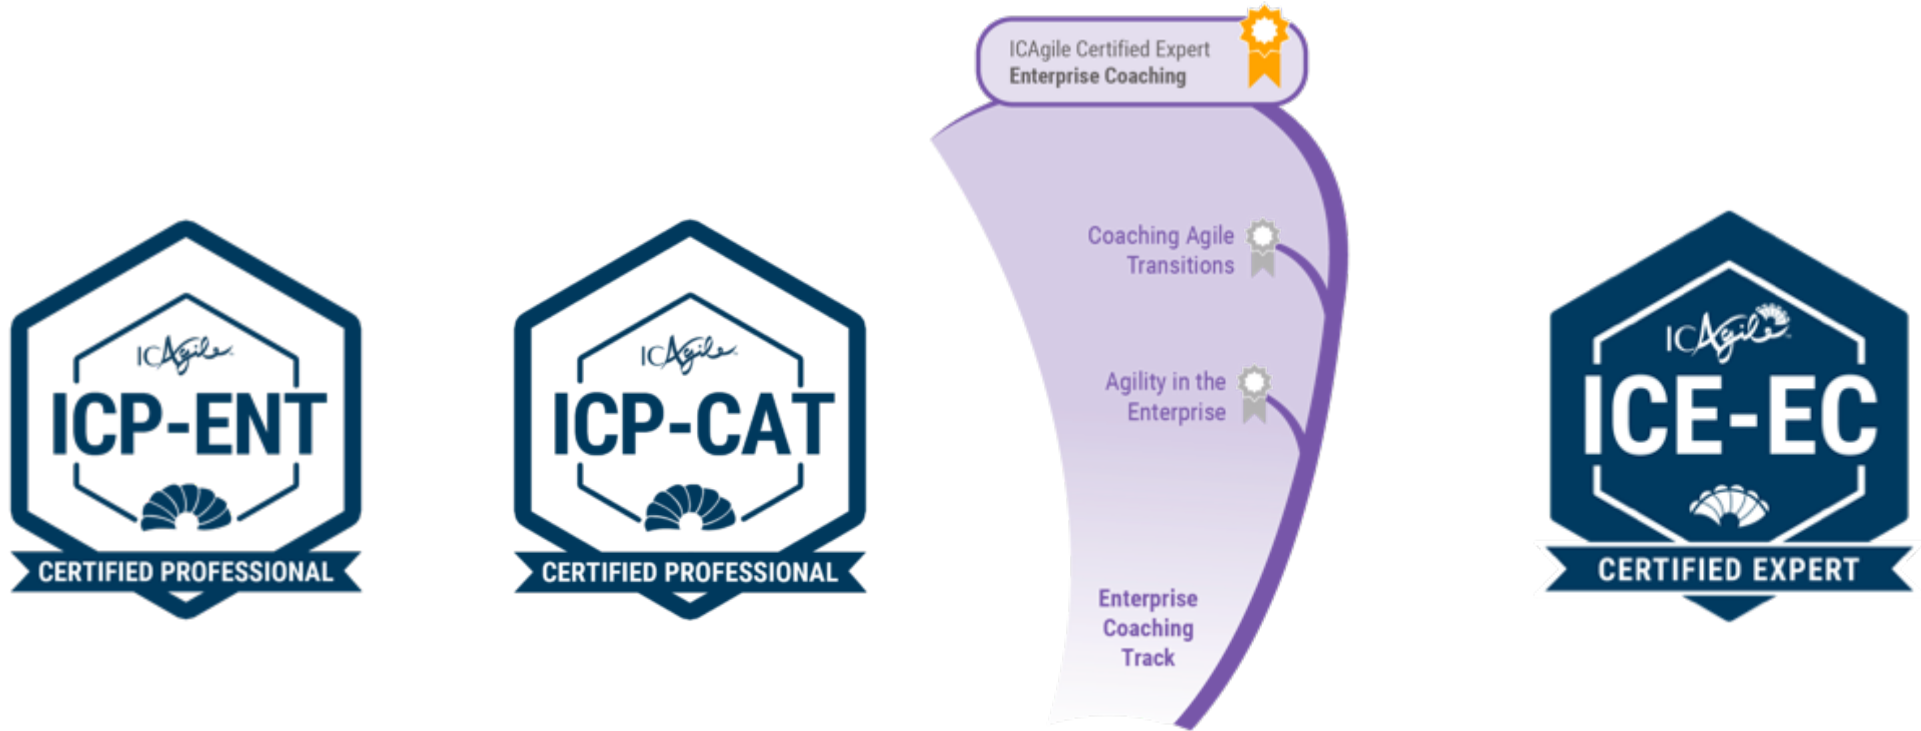 ICAgile
ICP-ENT
CERTIFIED PROFESSIONAL
ICAgile
ICP-CAT
CERTIFIED PROFESSIONAL
ICAgile Certified Expert
Enterprise Coaching
Coaching Agile
Transitions
Agility in the
Enterprise
Enterprise
Coaching
Track
ICAgile
ICE-EC
CERTIFIED EXPERT